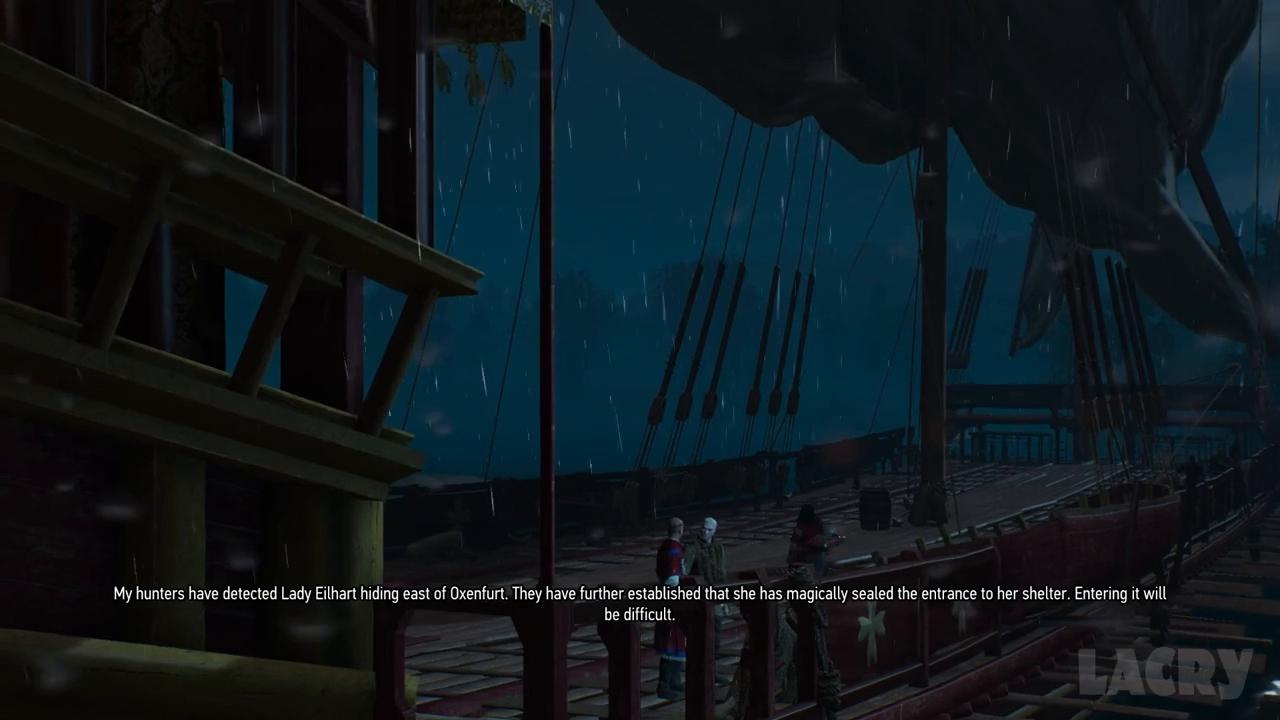 My hunters have detected Lady Eilhart hiding east of Oxenfurt. They have further established that she has magically sealed the entrance to her shelter. Entering it will
be difficult.
LACRY